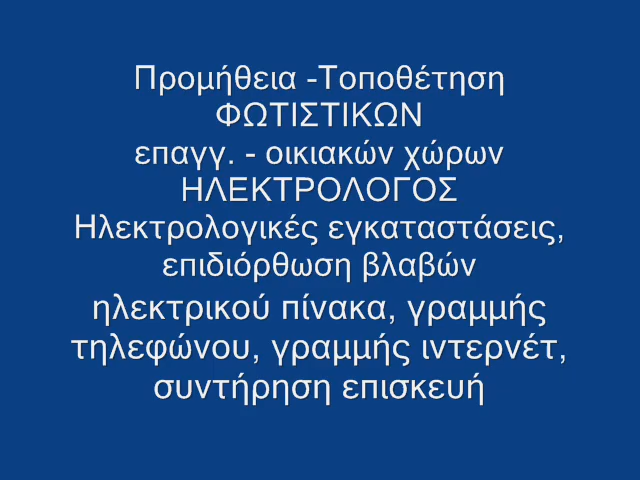 Προμήθεια -Τοποθέτηση
ΦΩΤΙΣΤΙΚΩΝ
επαγγ. - οικιακών χώρων
ΗΛΕΚΤΡΟΛΟΓΟΣ
Ηλεκτρολογικές εγκαταστάσεις,
επιδιόρθωση βλαβών
ηλεκτρικού πίνακα, γραμμής
τηλεφώνου, γραμμής ιντερνέτ,
συντήρηση επισκευή